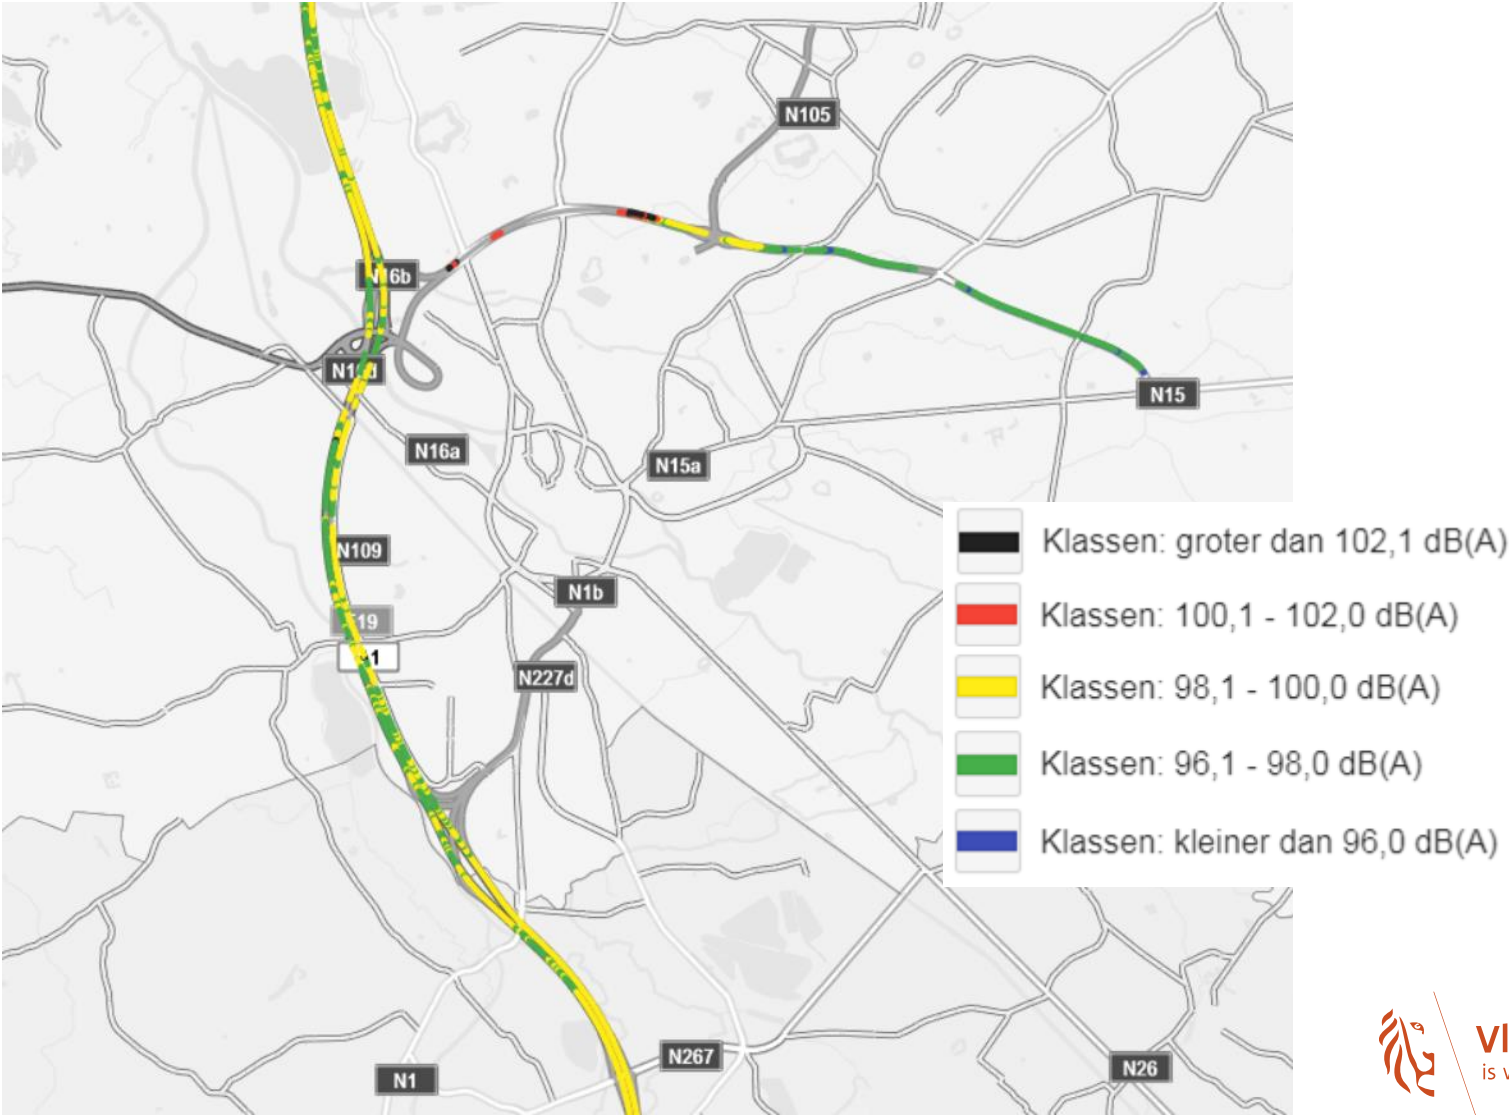 N105
N16b
N15
N16a
N15a
Klassen: groter dan 102,1 dB(A)
N109
N1b
Klassen: 100,1 - 102,0 dB(A)
N227d
Klassen: 98,1 - 100,0 dB(A)
Klassen: 96,1 - 98,0 dB(A)
Klassen: kleiner dan 96,0 dB(A)
N267
N1
N26